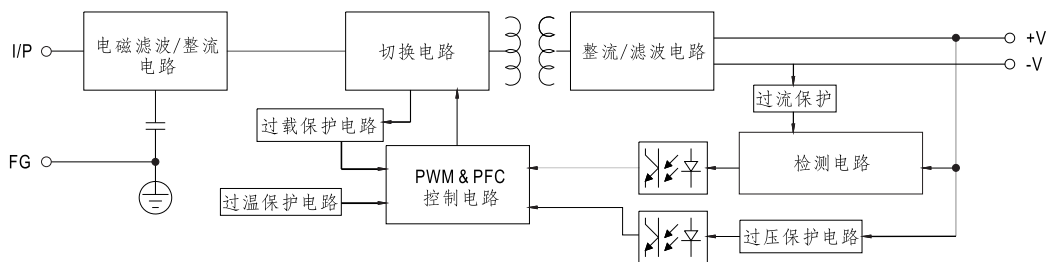 I/P
电磁滤波/整流
电路
切换电路
整流/滤波电路
+V
-V
过流保护
过载保护电路
FG
PWM & PFC
控制电路
检测电路
过温保护电路
过压保护电路